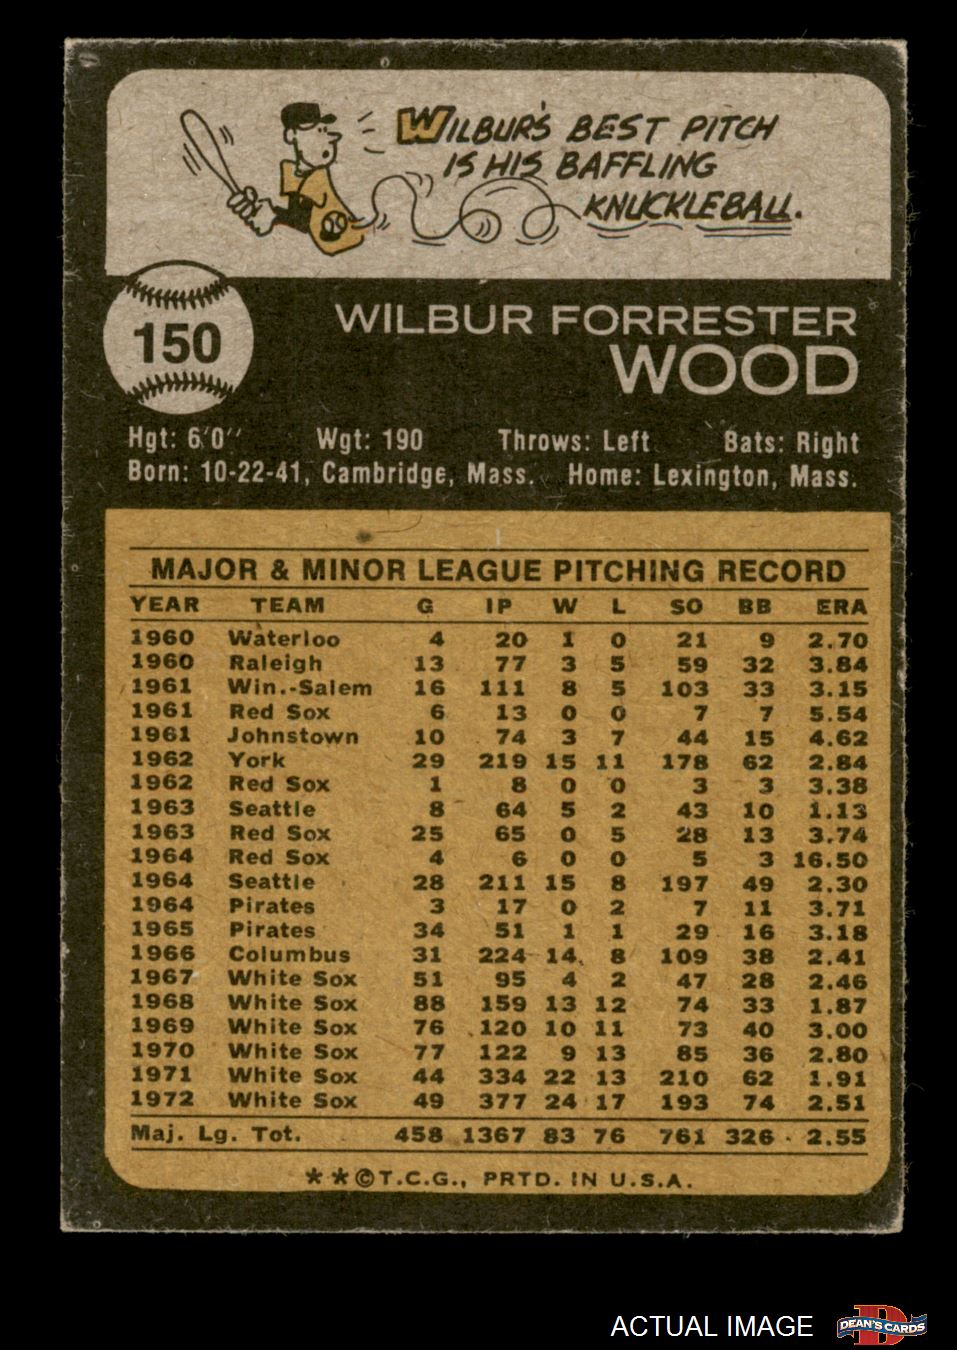 WILBUR'S BEST PITCH
IS HIS BAFFLING
KNUCKLEBALL.
150
WILBUR FORRESTER
WOOD
Hgt: 6'0'' Wgt: 190 Throws: Left Bats: Right
Born: 10-22-41, Cambridge, Mass. Home: Lexington, Mass.
MAJOR & MINOR LEAGUE PITCHING RECORD
YEAR TEAM G IP W L SO BB ERA
1960 Waterloo 4 20 1 0 21 9 2.70
1960 Raleigh 13 77 3 5 59 32 3.84
1961 Win.-Salem 16 111 8 5 103 33 3.15
1961 Red Sox 6 13 0 0 7 7 5.54
1961 Johnstown 10 74 3 7 44 15 4.62
1962 York 29 219 15 11 178 62 2.84
1962 Red Sox 1 8 0 0 3 3 3.38
1963 Seattle 8 64 5 2 43 10 1.13
1963 Red Sox 25 65 0 5 28 13 3.74
1964 Red Sox 4 6 0 0 5 3 16.50
1964 Seattle 28 211 15 8 197 49 2.30
1964 Pirates 3 17 0 2 7 11 3.71
1965 Pirates 34 51 1 1 29 16 3.18
1966 Columbus 31 224 14 8 109 38 2.41
1967 White Sox 51 95 4 2 47 28 2.46
1968 White Sox 88 159 13 12 74 33 1.87
1969 White Sox 76 120 10 11 73 40 3.00
1970 White Sox 77 122 9 13 85 36 2.80
1971 White Sox 44 334 22 13 210 62 1.91
1972 White Sox 49 377 24 17 193 74 2.51
Maj. Lg. Tot. 458 1367 83 76 761 326 2.55
**©T.C.G., PRTD. IN U.S.A.
ACTUAL IMAGE
D
DEAN'S CARDS